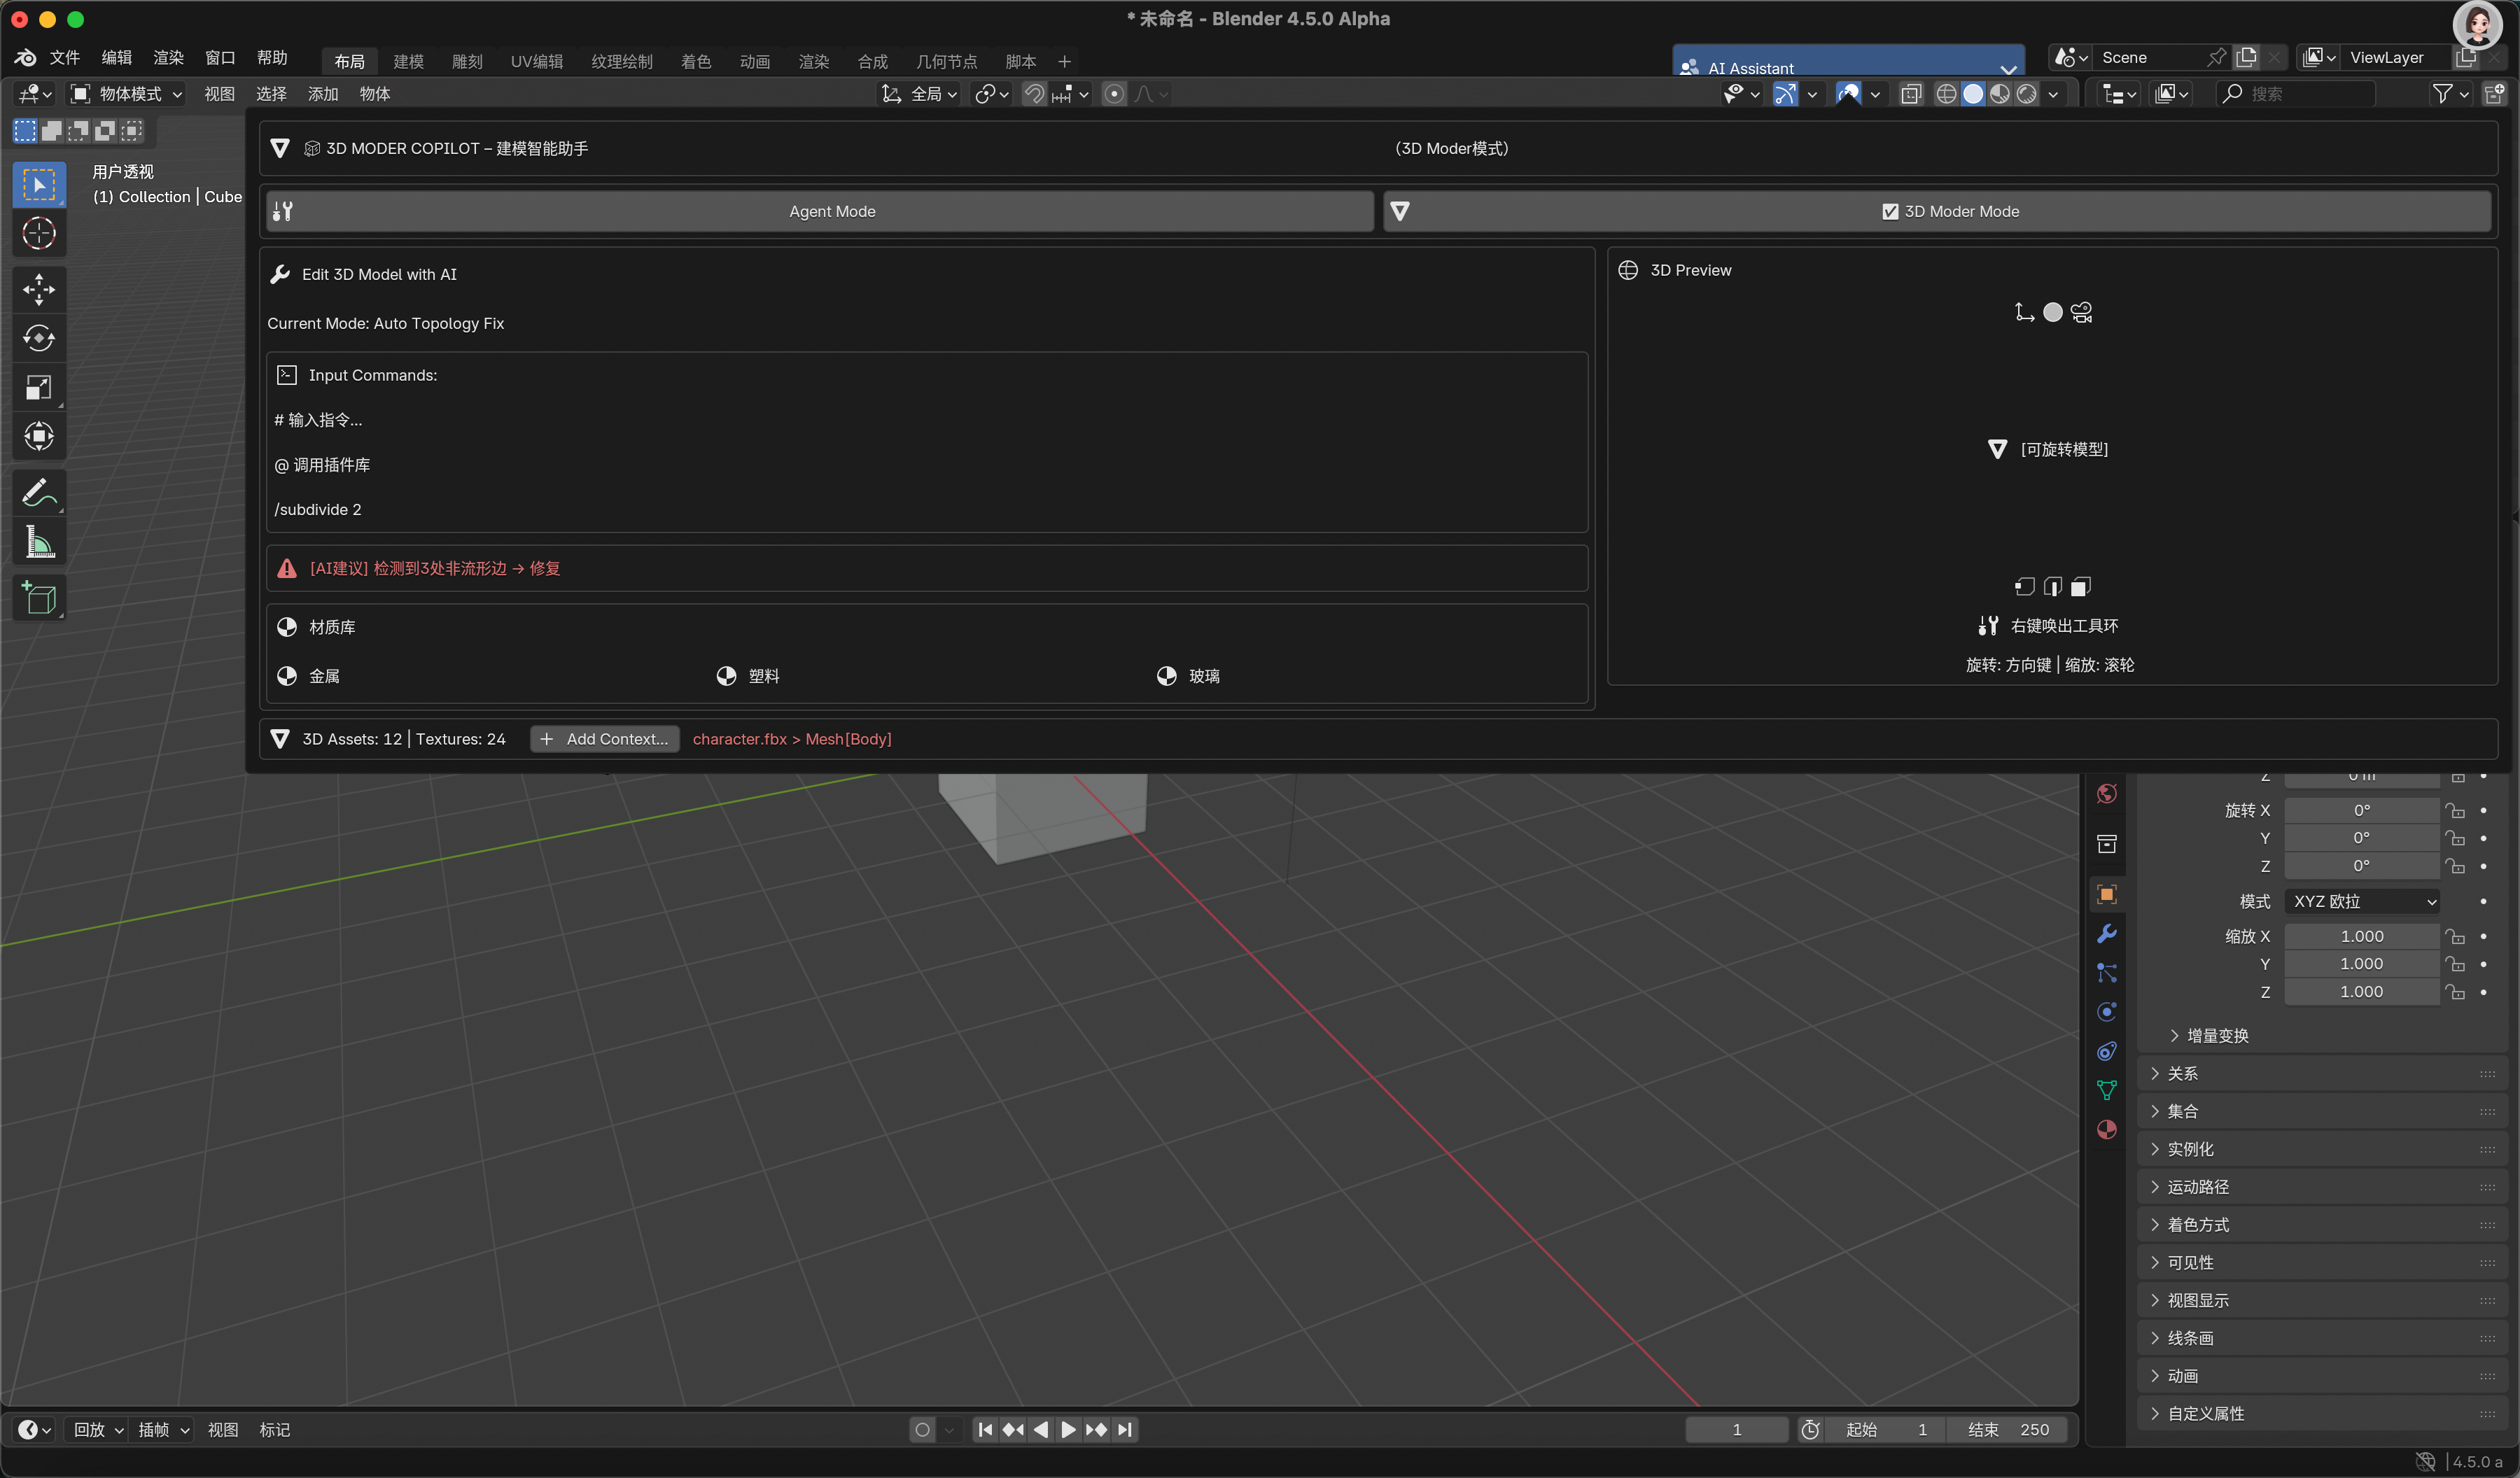 * 未命名 - Blender 4.5.0 Alpha
文件 编辑 渲染 窗口 帮助 布局 建模 雕刻 UV编辑 纹理绘制 着色 动画 渲染 合成 几何节点 脚本 + AI Assistant Scene ViewLayer
物体模式 视图 选择 添加 物体 全局 搜索
用户透视
(1) Collection | Cube
3D MODER COPILOT – 建模智能助手 (3D Moder模式)
Agent Mode 3D Moder Mode
Edit 3D Model with AI
Current Mode: Auto Topology Fix
Input Commands:
# 输入指令...
@ 调用插件库
/subdivide 2
[AI建议] 检测到3处非流形边 → 修复
材质库
金属 塑料 玻璃
3D Preview
[可旋转模型]
右键唤出工具环
旋转: 方向键 | 缩放: 滚轮
3D Assets: 12 | Textures: 24 + Add Context... character.fbx > Mesh[Body]
Z 0 m
旋转 X 0°
Y 0°
Z 0°
模式 XYZ 欧拉
缩放 X 1.000
Y 1.000
Z 1.000
增量变换
关系
集合
实例化
运动路径
着色方式
可见性
视图显示
线条画
动画
自定义属性
回放 插帧 视图 标记 1 起始 1 结束 250
4.5.0 a